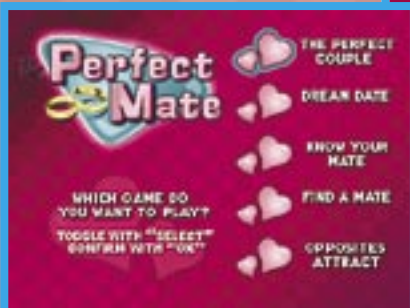 Perfect
Mate
WHICH GAME DO
YOU WANT TO PLAY?
TOGGLE WITH "SELECT"
CONFIRM WITH "OK"
THE PERFECT
COUPLE
DREAM DATE
KNOW YOUR
MATE
FIND A MATE
OPPOSITES
ATTRACT